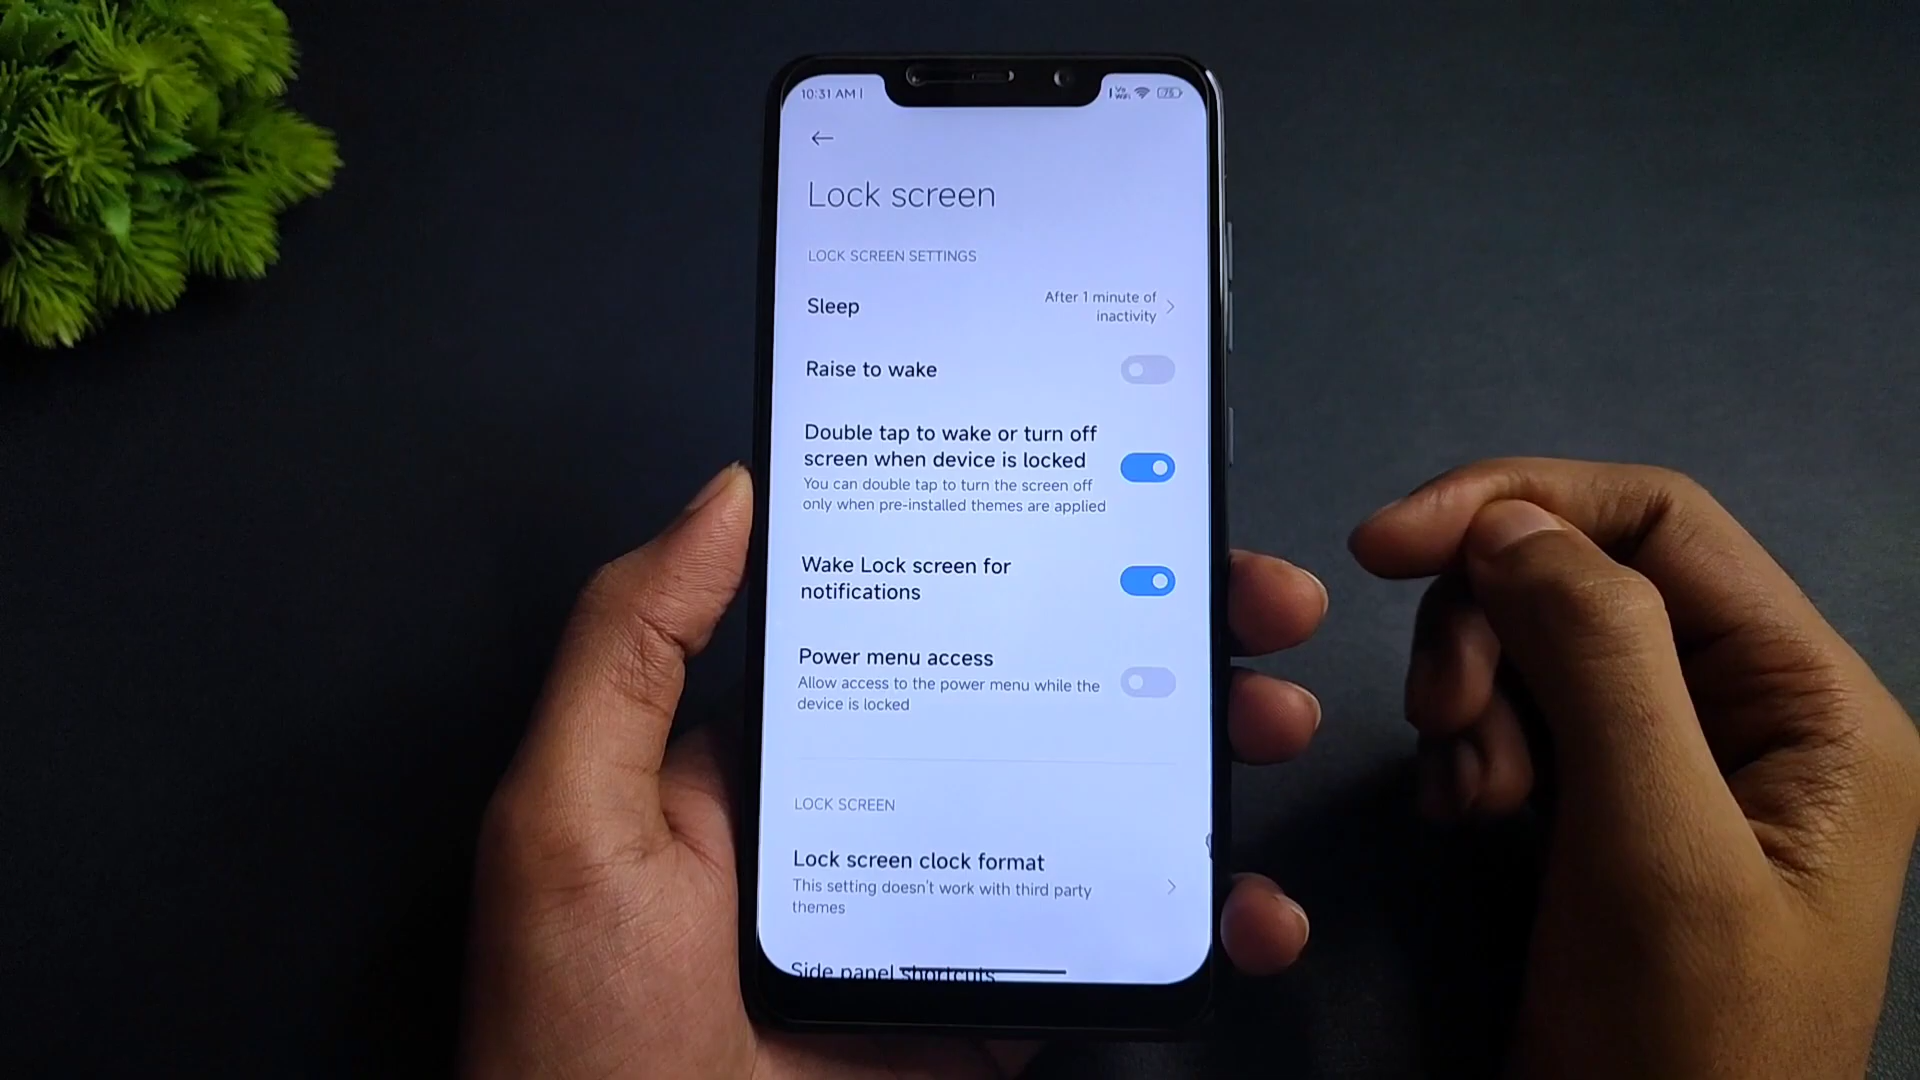 10:31 AM
75
Lock screen
LOCK SCREEN SETTINGS
Sleep
After 1 minute of
inactivity
Raise to wake
Double tap to wake or turn off
screen when device is locked
You can double tap to turn the screen off
only when pre-installed themes are applied
Wake Lock screen for
notifications
Power menu access
Allow access to the power menu while the
device is locked
LOCK SCREEN
Lock screen clock format
This setting doesn't work with third party
themes
Side panel shortcuts